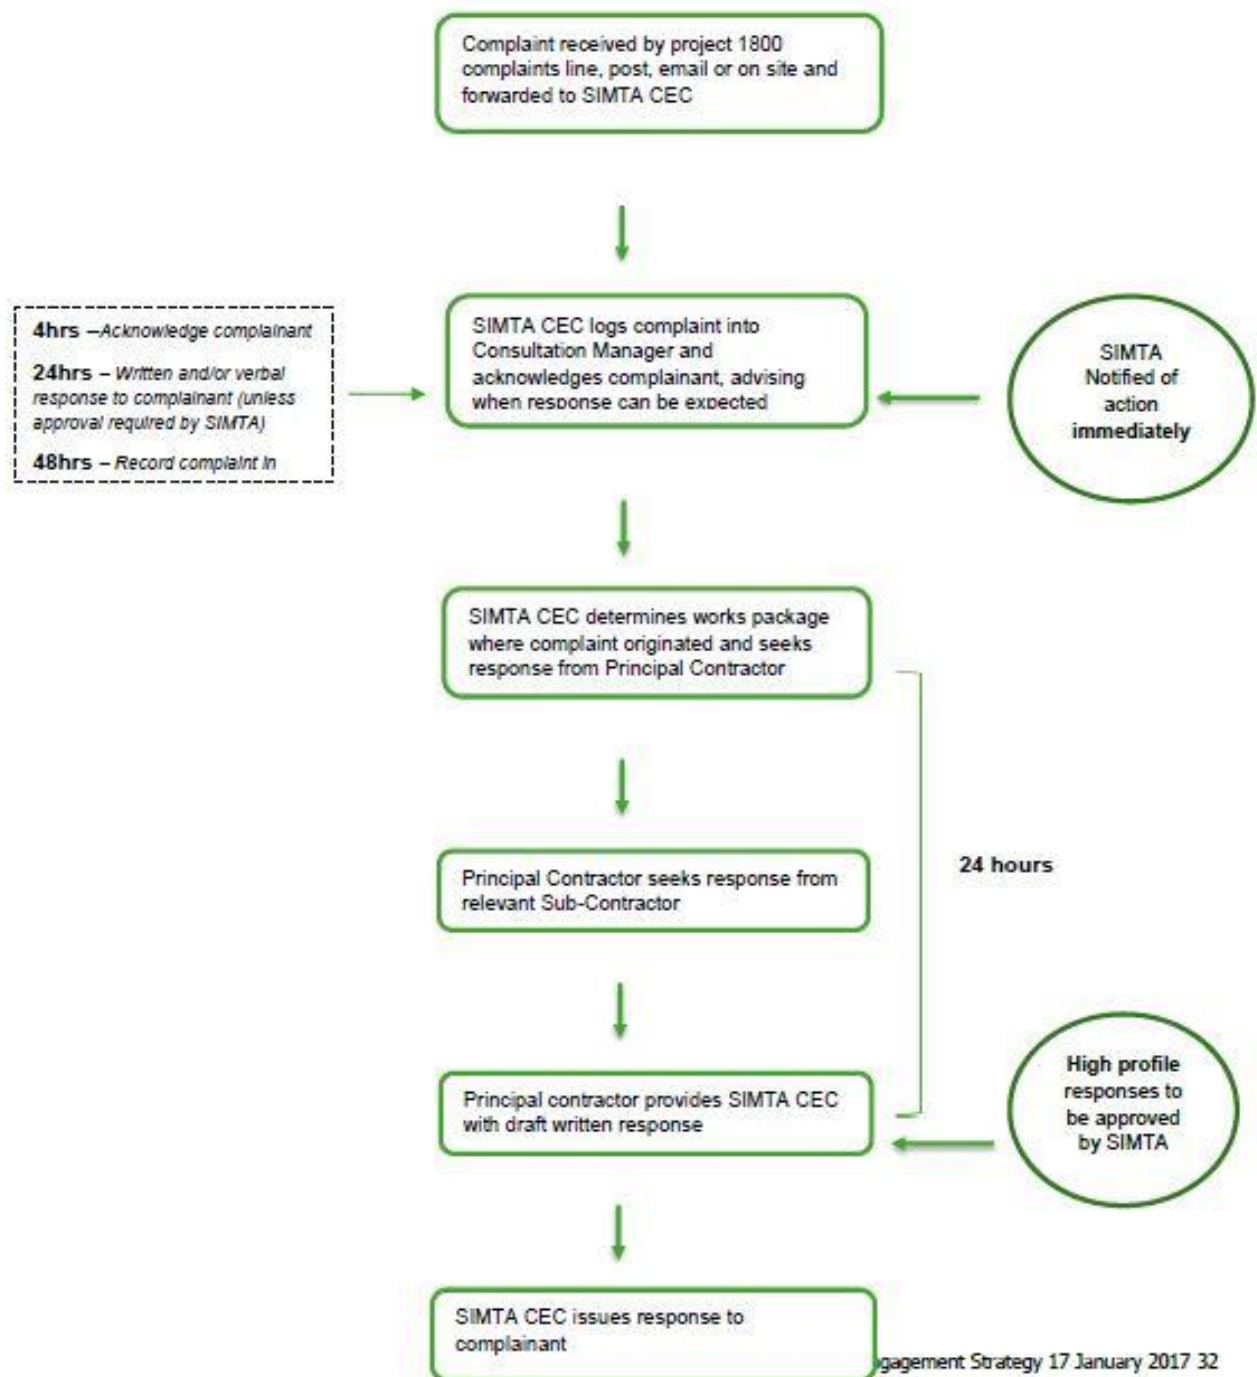 Complaint received by project 1800
complaints line, post, email or on site and
forwarded to SIMTA CEC
4hrs –Acknowledge complainant
24hrs – Written and/or verbal
response to complainant (unless
approval required by SIMTA)
48hrs – Record complaint in
SIMTA CEC logs complaint into
Consultation Manager and
acknowledges complainant, advising
when response can be expected
SIMTA
Notified of
action
immediately
SIMTA CEC determines works package
where complaint originated and seeks
response from Principal Contractor
24 hours
Principal Contractor seeks response from
relevant Sub-Contractor
Principal contractor provides SIMTA CEC
with draft written response
High profile
responses to
be approved
by SIMTA
SIMTA CEC issues response to
complainant
gagement Strategy 17 January 2017 32